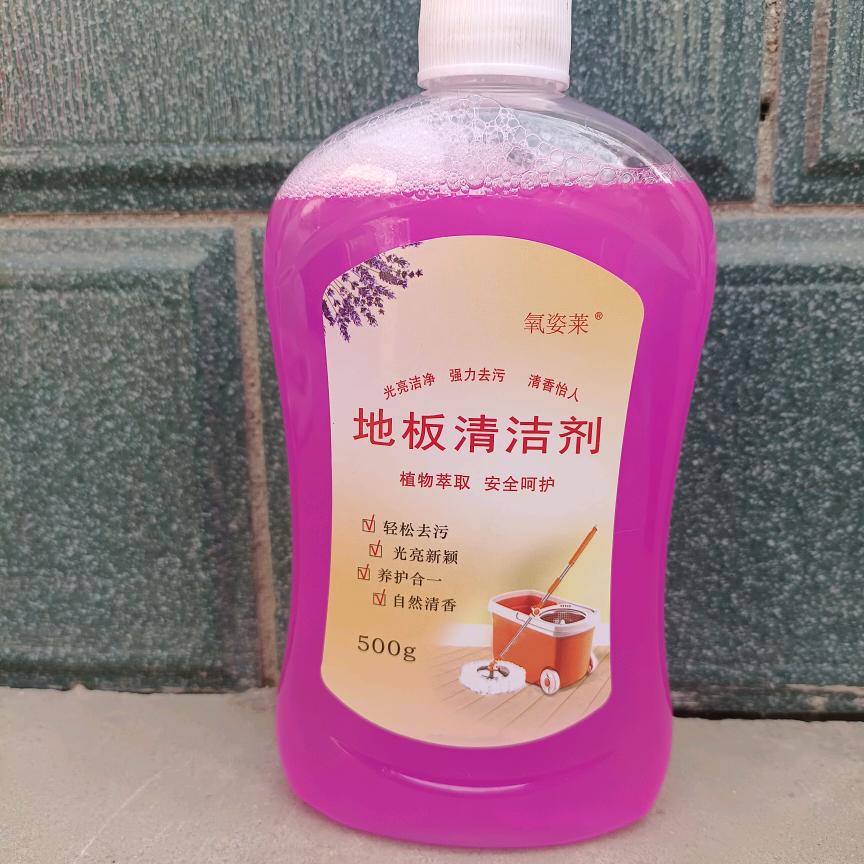 氧姿莱®
光亮洁净 强力去污 清香怡人
地板清洁剂
植物萃取 安全呵护
轻松去污
光亮新颖
养护合一
自然清香
500g